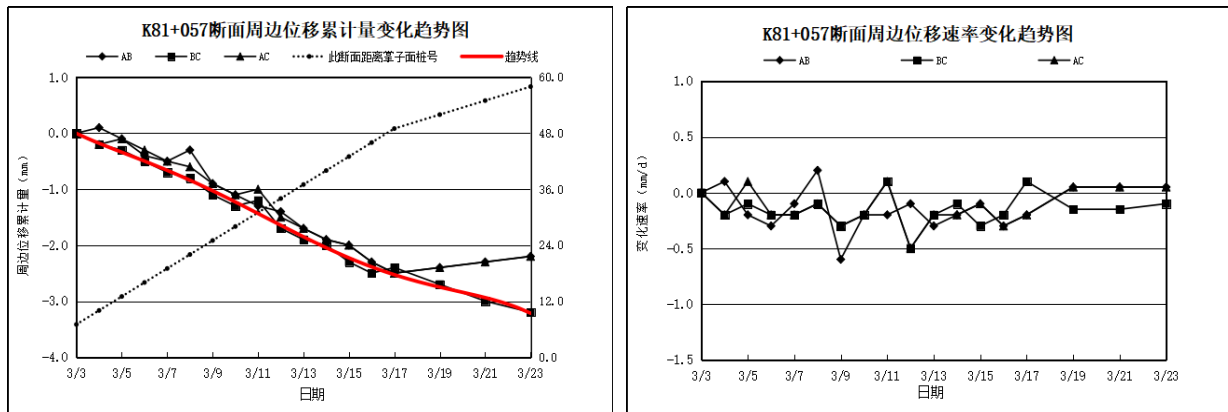 K81+057断面周边位移累计量变化趋势图
AB BC AC 此断面距离掌子面桩号 趋势线
1.0 60.0
0.0 48.0
-1.0 36.0
-2.0 24.0
-3.0 12.0
-4.0 0.0
周边位移累计量（mm）
3/3 3/5 3/7 3/9 3/11 3/13 3/15 3/17 3/19 3/21 3/23
日期
K81+057断面周边位移速率变化趋势图
AB BC AC
1.0
0.5
0.0
-0.5
-1.0
-1.5
变化速率（mm/d）
3/3 3/5 3/7 3/9 3/11 3/13 3/15 3/17 3/19 3/21 3/23
日期